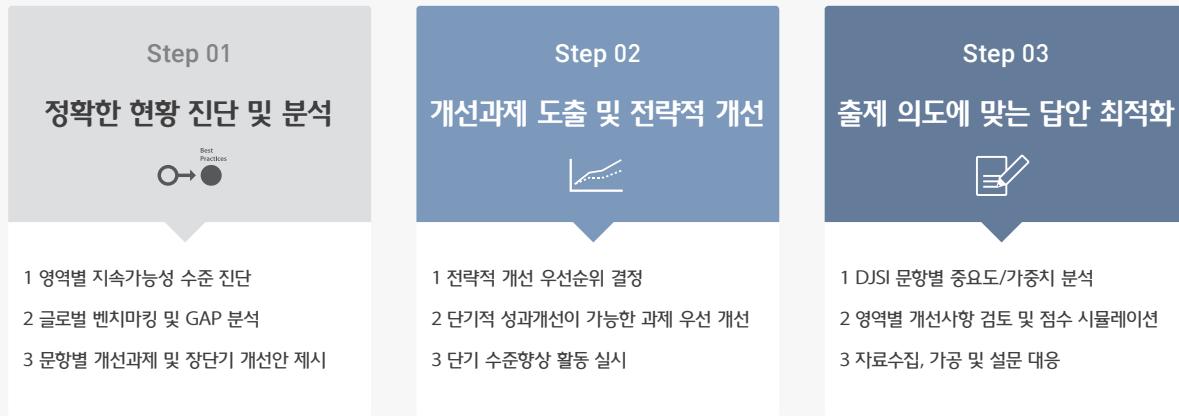 Step 01
정확한 현황 진단 및 분석
Best
Practices
1 영역별 지속가능성 수준 진단
2 글로벌 벤치마킹 및 GAP 분석
3 문항별 개선과제 및 장단기 개선안 제시
Step 02
개선과제 도출 및 전략적 개선
1 전략적 개선 우선순위 결정
2 단기적 성과개선이 가능한 과제 우선 개선
3 단기 수준향상 활동 실시
Step 03
출제 의도에 맞는 답안 최적화
1 DJSI 문항별 중요도/가중치 분석
2 영역별 개선사항 검토 및 점수 시뮬레이션
3 자료수집, 가공 및 설문 대응